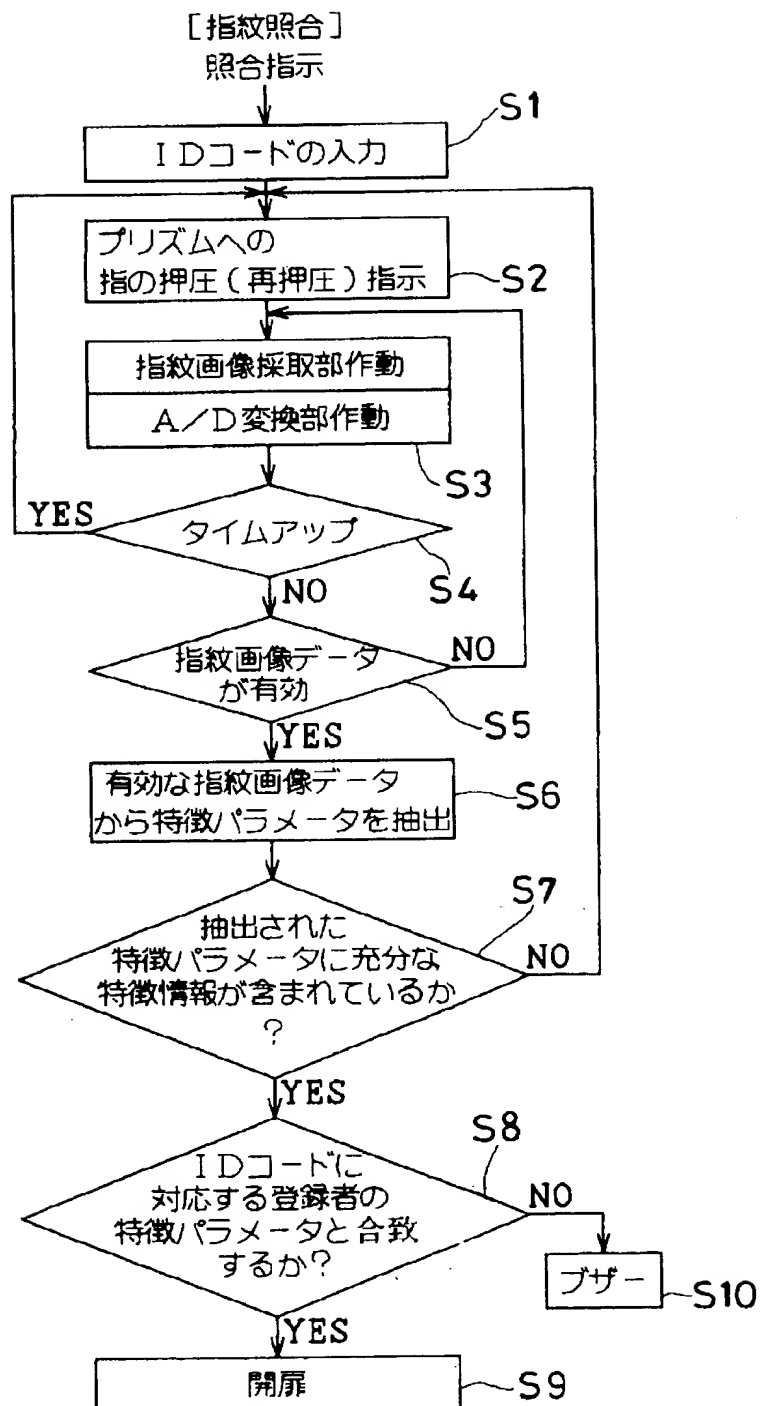 [指紋照合]
照合指示
S1
IDコードの入力
プリズムへの
指の押圧(再押圧)指示
S2
指紋画像採取部作動
A/D変換部作動
S3
YES
タイムアップ
S4
NO
指紋画像データ
が有効
NO
S5
YES
有効な指紋画像データ
から特徴パラメータを抽出
S6
S7
抽出された
特徴パラメータに充分な
特徴情報が含まれているか
?
NO
YES
S8
IDコードに
対応する登録者の
特徴パラメータと合致
するか?
NO
ブザー
S10
YES
開扉
S9